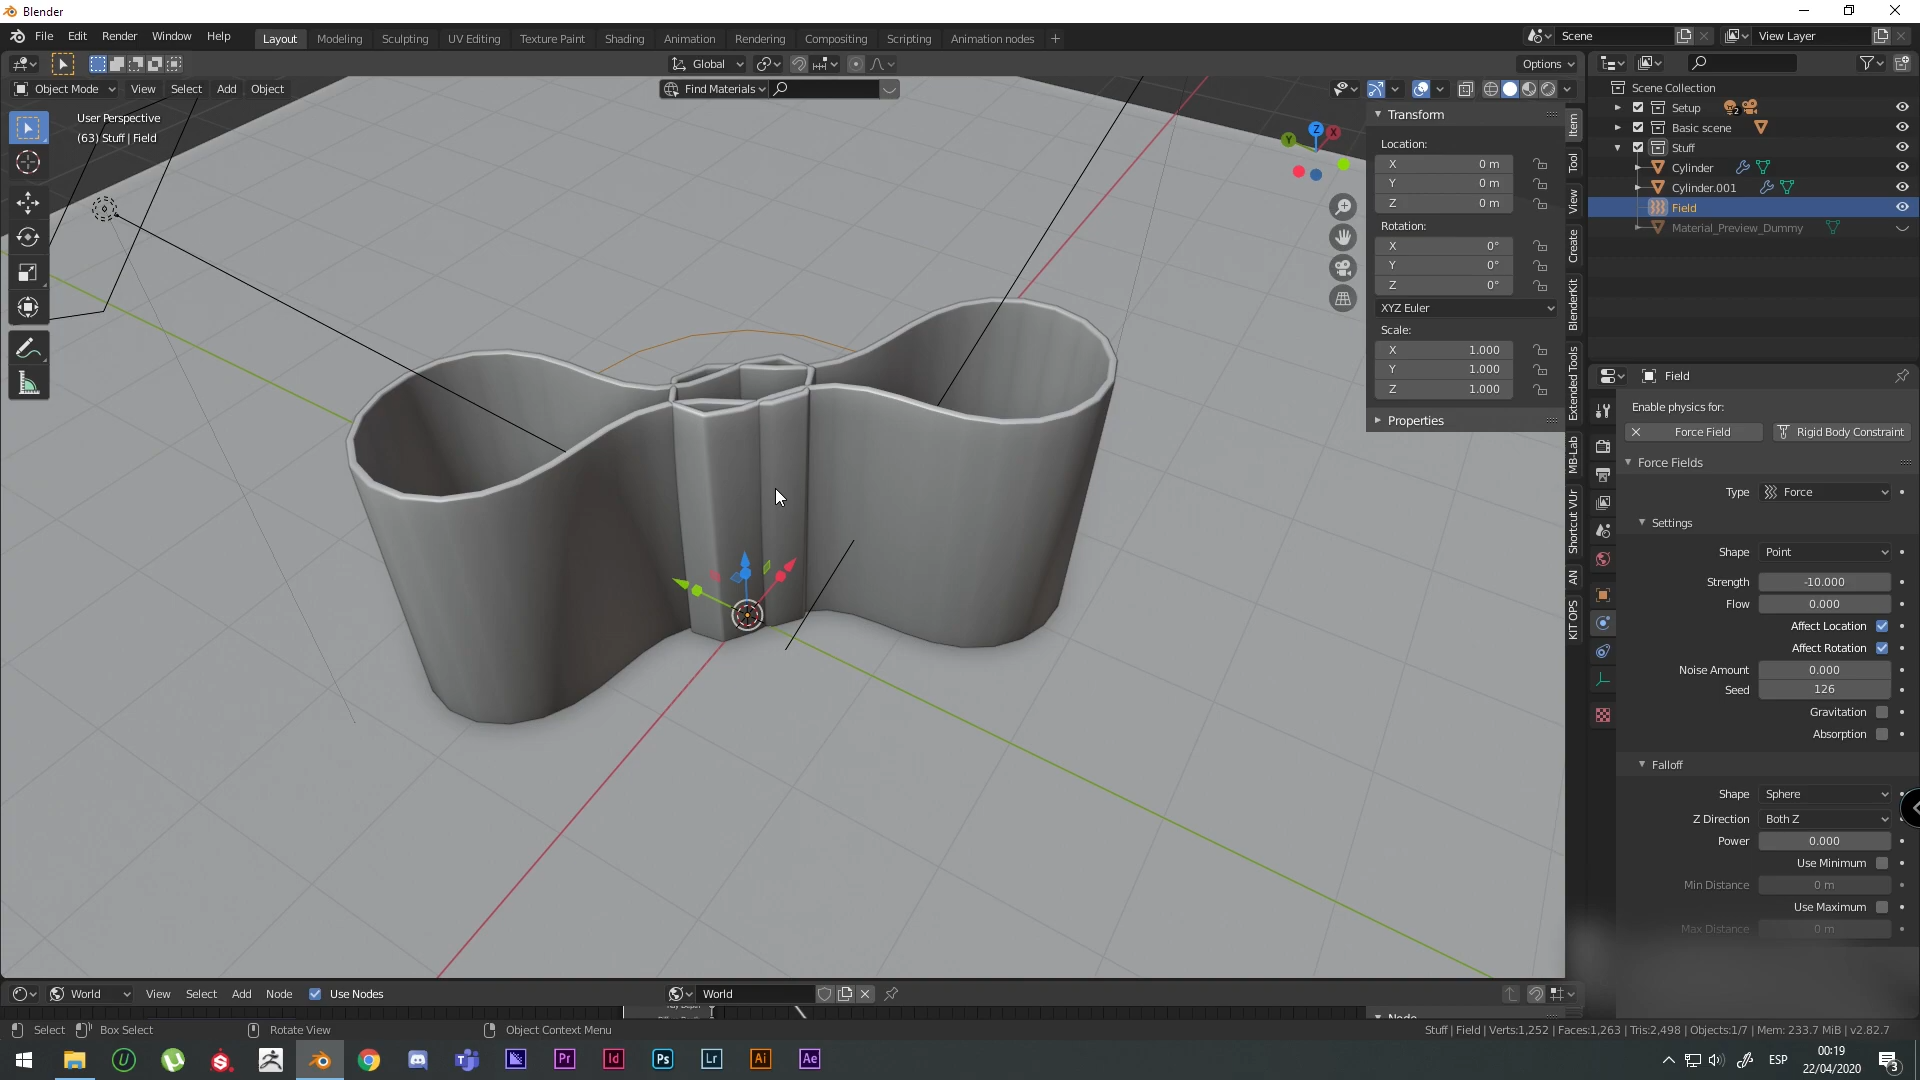 Blender
File Edit Render Window Help
Layout Modeling Sculpting UV Editing Texture Paint Shading Animation Rendering Compositing Scripting Animation nodes +
Scene
View Layer
Global
Options
Object Mode View Select Add Object
Find Materials
User Perspective
(63) Stuff | Field
Z
X
Y
Transform
Location:
X 0 m
Y 0 m
Z 0 m
Rotation:
X 0°
Y 0°
Z 0°
XYZ Euler
Scale:
X 1.000
Y 1.000
Z 1.000
Properties
Item
Tool
View
Create
BlenderKit
Extended Tools
MB-Lab
Shortcut VUr
AN
KIT OPS
Scene Collection
Setup 2
Basic scene
Stuff
Cylinder
Cylinder.001
Field
Material_Preview_Dummy
Field
Enable physics for:
Force Field
Rigid Body Constraint
Force Fields
Type Force
Settings
Shape Point
Strength -10.000
Flow 0.000
Affect Location
Affect Rotation
Noise Amount 0.000
Seed 126
Gravitation
Absorption
Falloff
Shape Sphere
Z Direction Both Z
Power 0.000
Use Minimum
Min Distance 0 m
Use Maximum
Max Distance 0 m
World View Select Add Node Use Nodes
World
Node
Select Box Select Rotate View Object Context Menu
Stuff | Field | Verts:1,252 | Faces:1,263 | Tris:2,498 | Objects:1/7 | Mem: 233.7 MiB | v2.82.7
Pr Id Ps Lr Ai Ae
ESP
00:19
22/04/2020
3